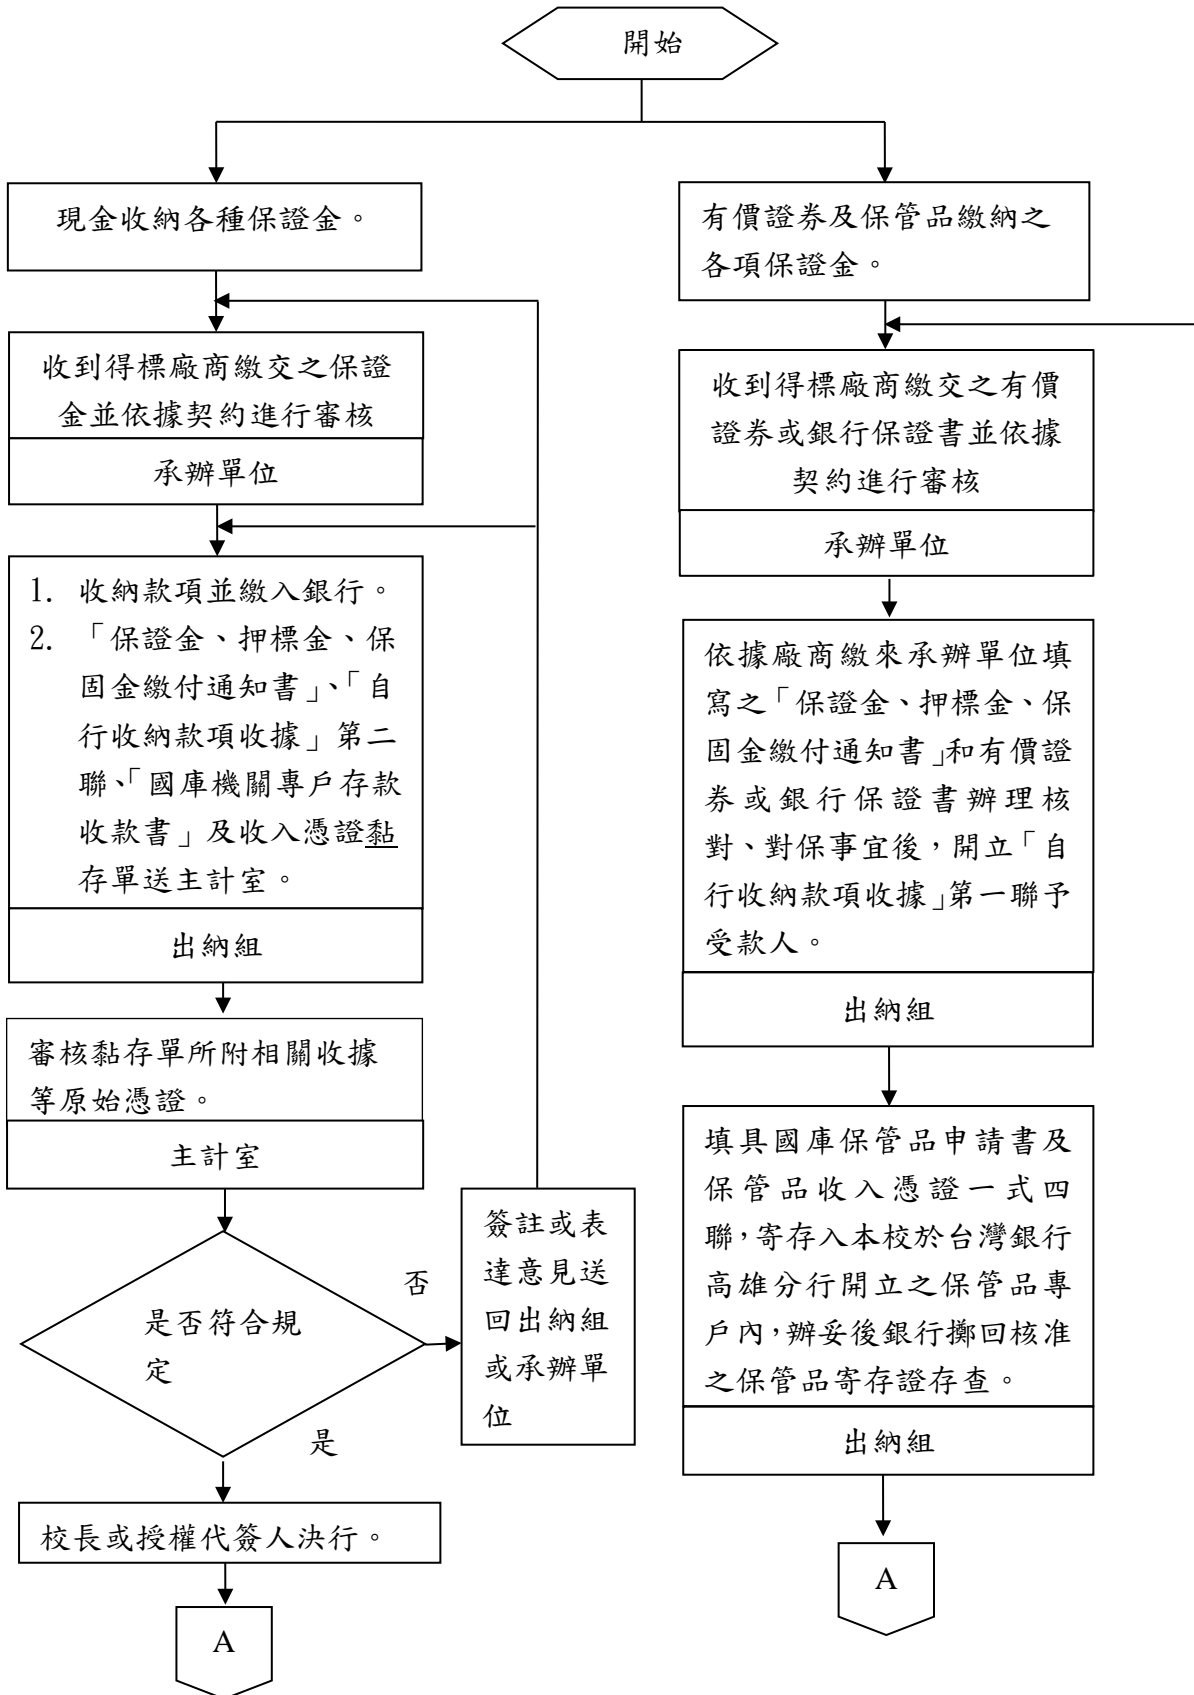 開始
現金收納各種保證金。
收到得標廠商繳交之保證
金並依據契約進行審核
承辦單位
1. 收納款項並繳入銀行。
2. 「保證金、押標金、保
固金繳付通知書」、「自
行收納款項收據」第二
聯、「國庫機關專戶存款
收款書」及收入憑證黏
存單送主計室。
出納組
審核黏存單所附相關收據
等原始憑證。
主計室
是否符合規
定
否
是
簽註或表
達意見送
回出納組
或承辦單
位
校長或授權代簽人決行。
A
有價證券及保管品繳納之
各項保證金。
收到得標廠商繳交之有價
證券或銀行保證書並依據
契約進行審核
承辦單位
依據廠商繳來承辦單位填
寫之「保證金、押標金、保
固金繳付通知書」和有價證
券或銀行保證書辦理核
對、對保事宜後，開立「自
行收納款項收據」第一聯予
受款人。
出納組
填具國庫保管品申請書及
保管品收入憑證一式四
聯，寄存入本校於台灣銀行
高雄分行開立之保管品專
戶內，辦妥後銀行擲回核准
之保管品寄存證存查。
出納組
A